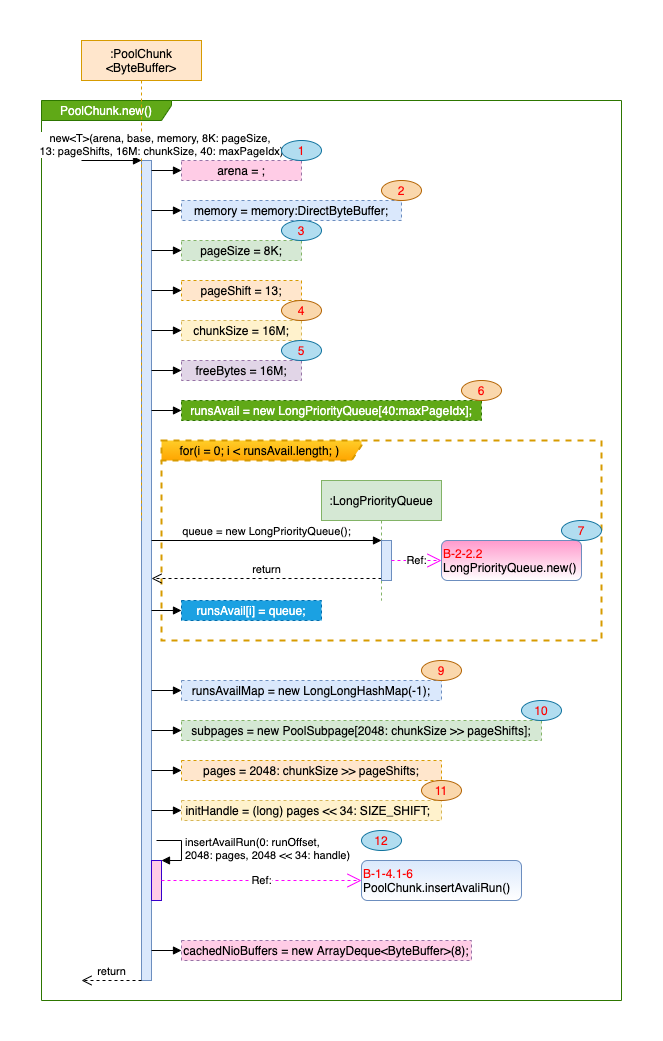 :PoolChunk
<ByteBuffer>
PoolChunk.new()
new<T>(arena, base, memory, 8K: pageSize,
13: pageShifts, 16M: chunkSize, 40: maxPageIdx)
1
arena = ;
2
memory = memory:DirectByteBuffer;
3
pageSize = 8K;
pageShift = 13;
4
chunkSize = 16M;
5
freeBytes = 16M;
6
runsAvail = new LongPriorityQueue[40:maxPageIdx];
for(i = 0; i < runsAvail.length; )
:LongPriorityQueue
7
queue = new LongPriorityQueue();
Ref:
B-2-2.2
LongPriorityQueue.new()
return
runsAvail[i] = queue;
9
runsAvailMap = new LongLongHashMap(-1);
10
subpages = new PoolSubpage[2048: chunkSize >> pageShifts];
pages = 2048: chunkSize >> pageShifts;
11
initHandle = (long) pages << 34: SIZE_SHIFT;
12
insertAvailRun(0: runOffset,
2048: pages, 2048 << 34: handle)
Ref:
B-1-4.1-6
PoolChunk.insertAvaliRun()
cachedNioBuffers = new ArrayDeque<ByteBuffer>(8);
return